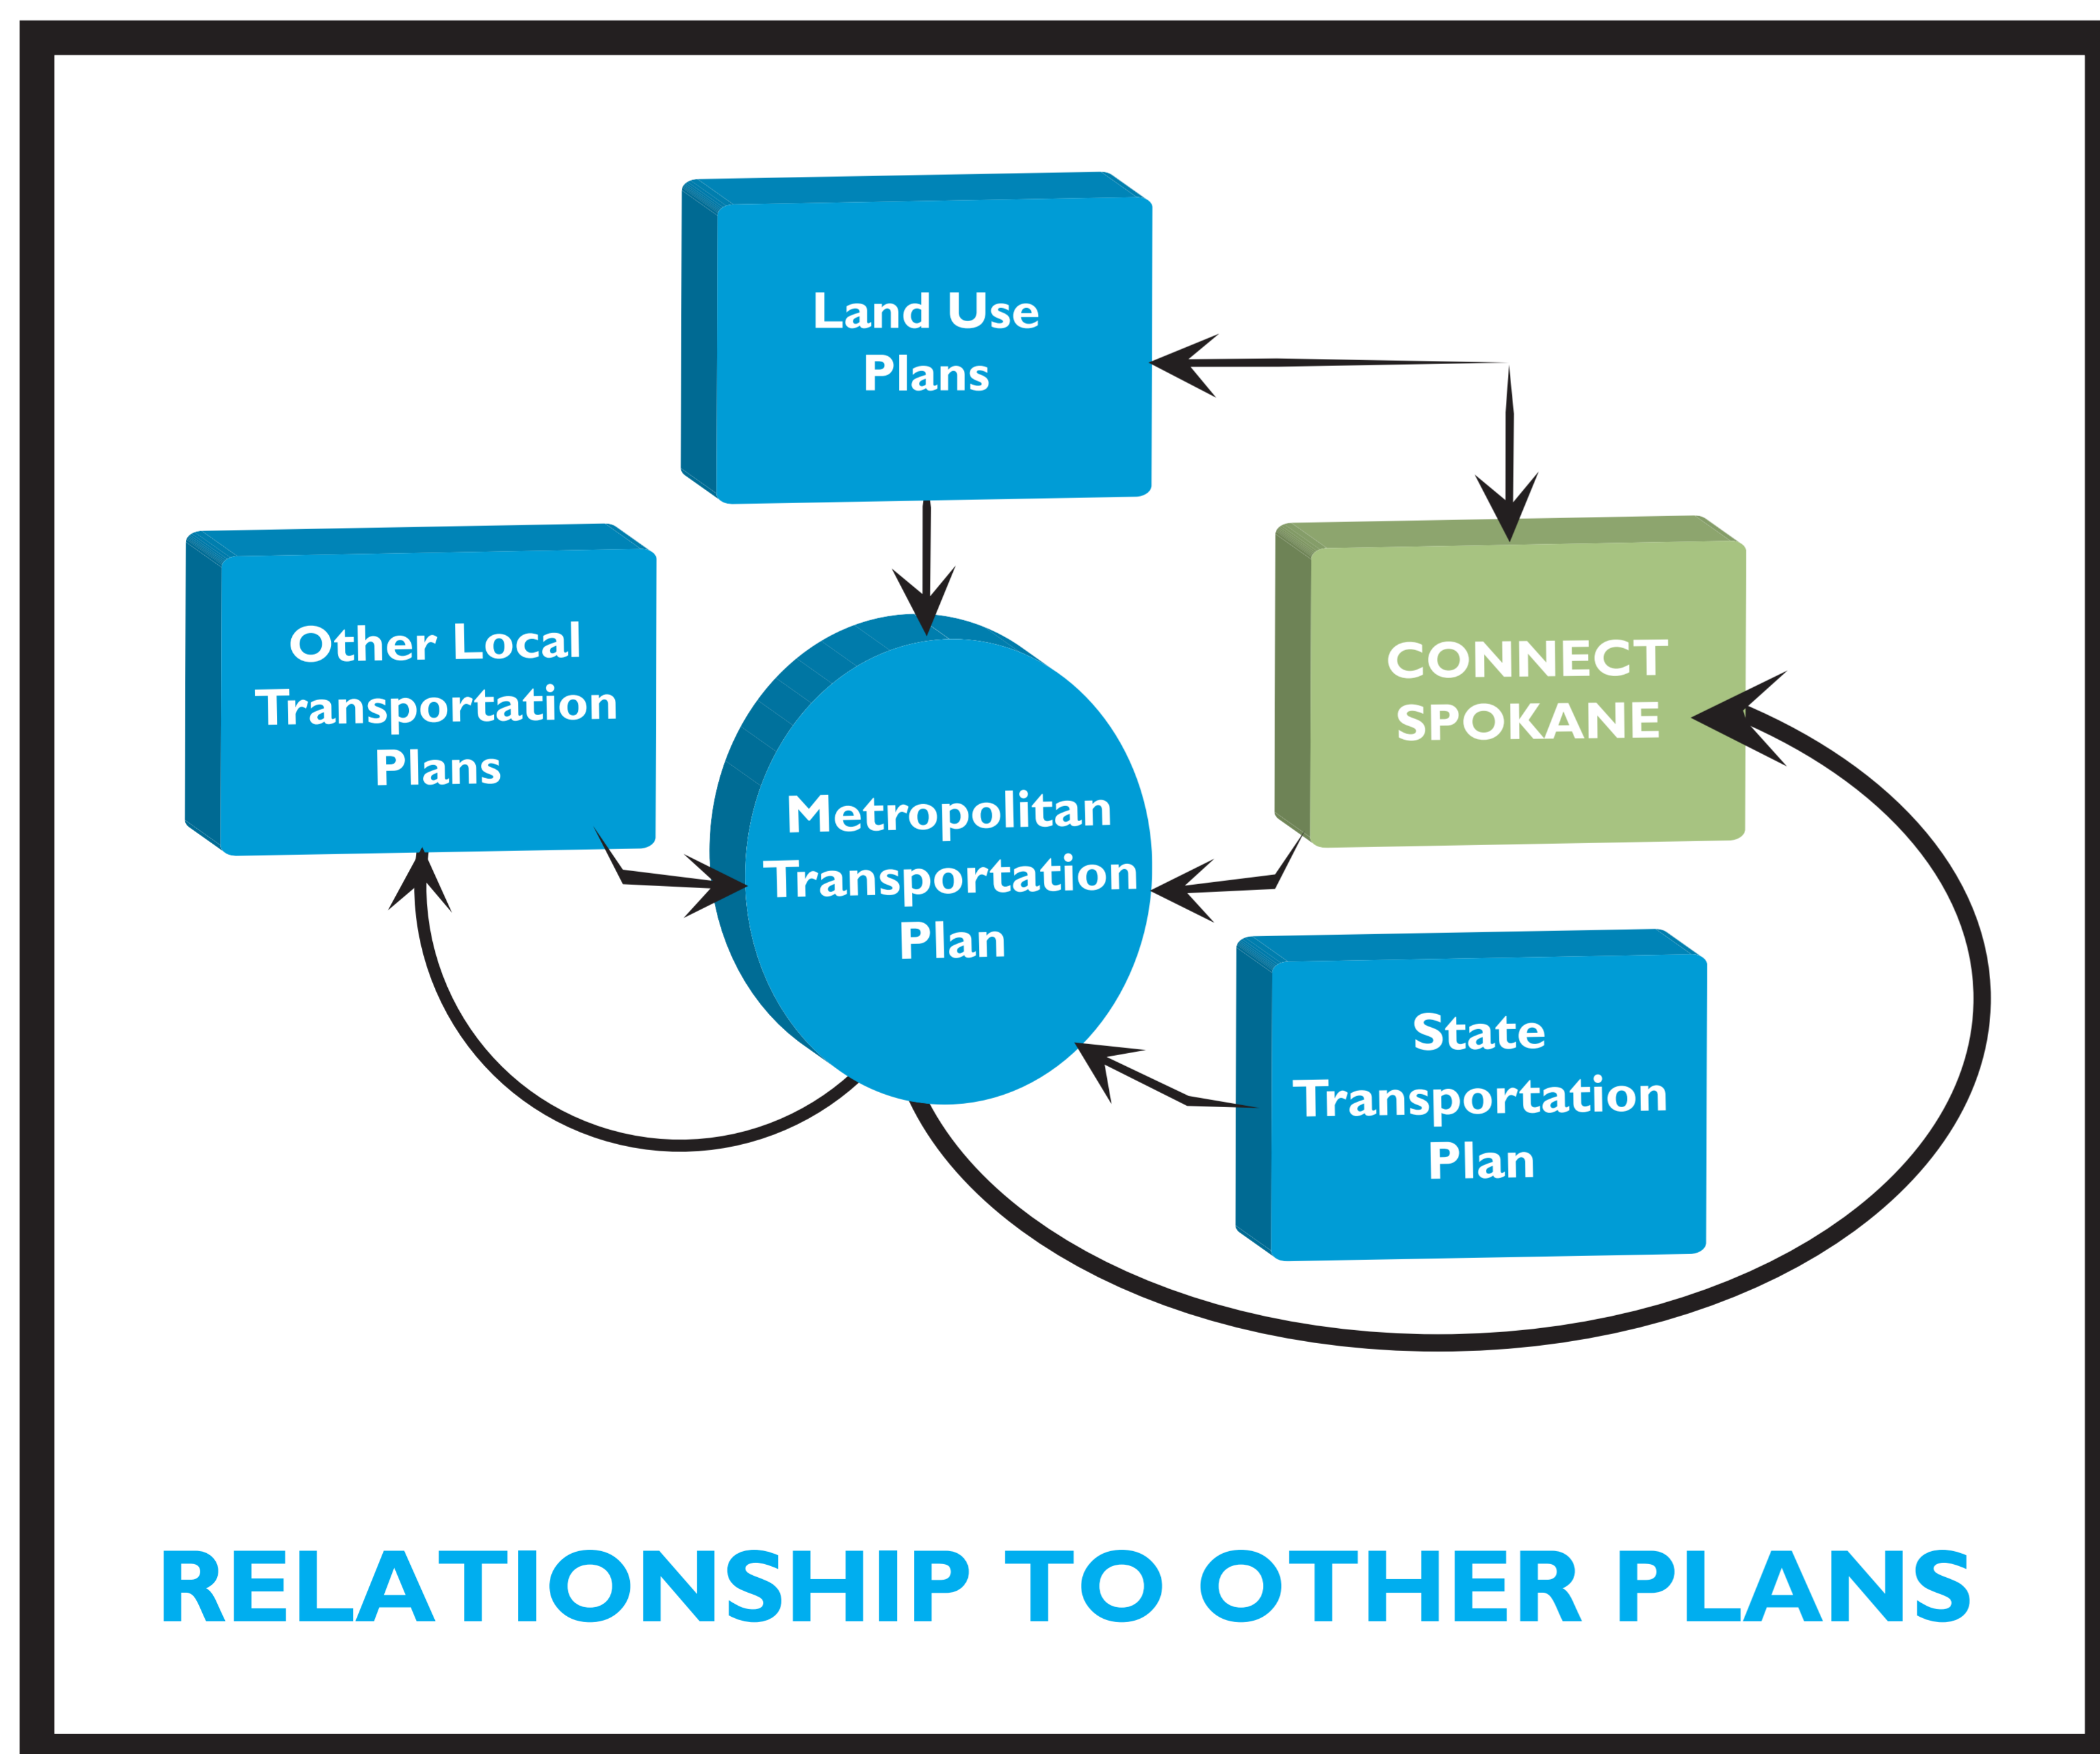 Land Use
Plans
Other Local
Transportation
Plans
CONNECT
SPOKANE
Metropolitan
Transportation
Plan
State
Transportation
Plan
RELATIONSHIP TO OTHER PLANS